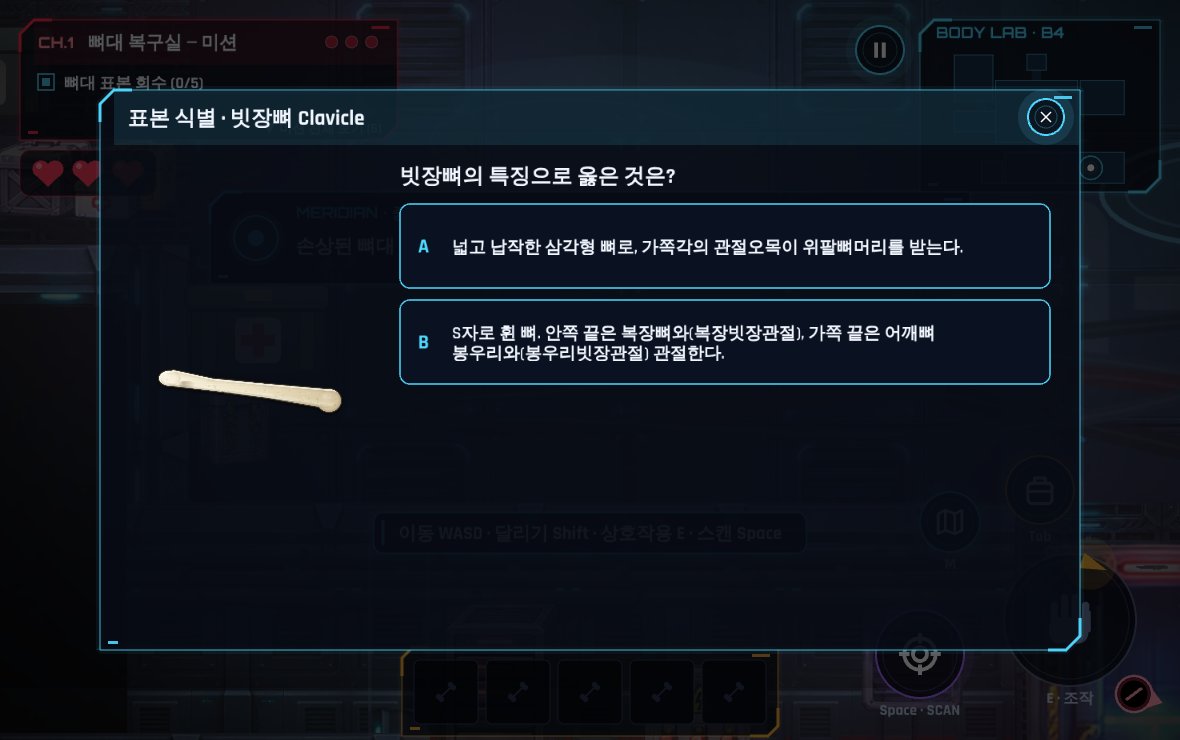 CH.1 뼈대 복구실 – 미션
뼈대 표본 회수 (0/5)
BODY LAB · B4
표본 식별 · 빗장뼈 Clavicle
빗장뼈의 특징으로 옳은 것은?
MERIDIAN ·
손상된 뼈대
A 넓고 납작한 삼각형 뼈로, 가쪽각의 관절오목이 위팔뼈머리를 받는다.
B S자로 휜 뼈. 안쪽 끝은 복장뼈와(복장빗장관절), 가쪽 끝은 어깨뼈
봉우리와(봉우리빗장관절) 관절한다.
이동 WASD · 달리기 Shift · 상호작용 E · 스캔 Space
Tab
M
E · 조작
Space · SCAN